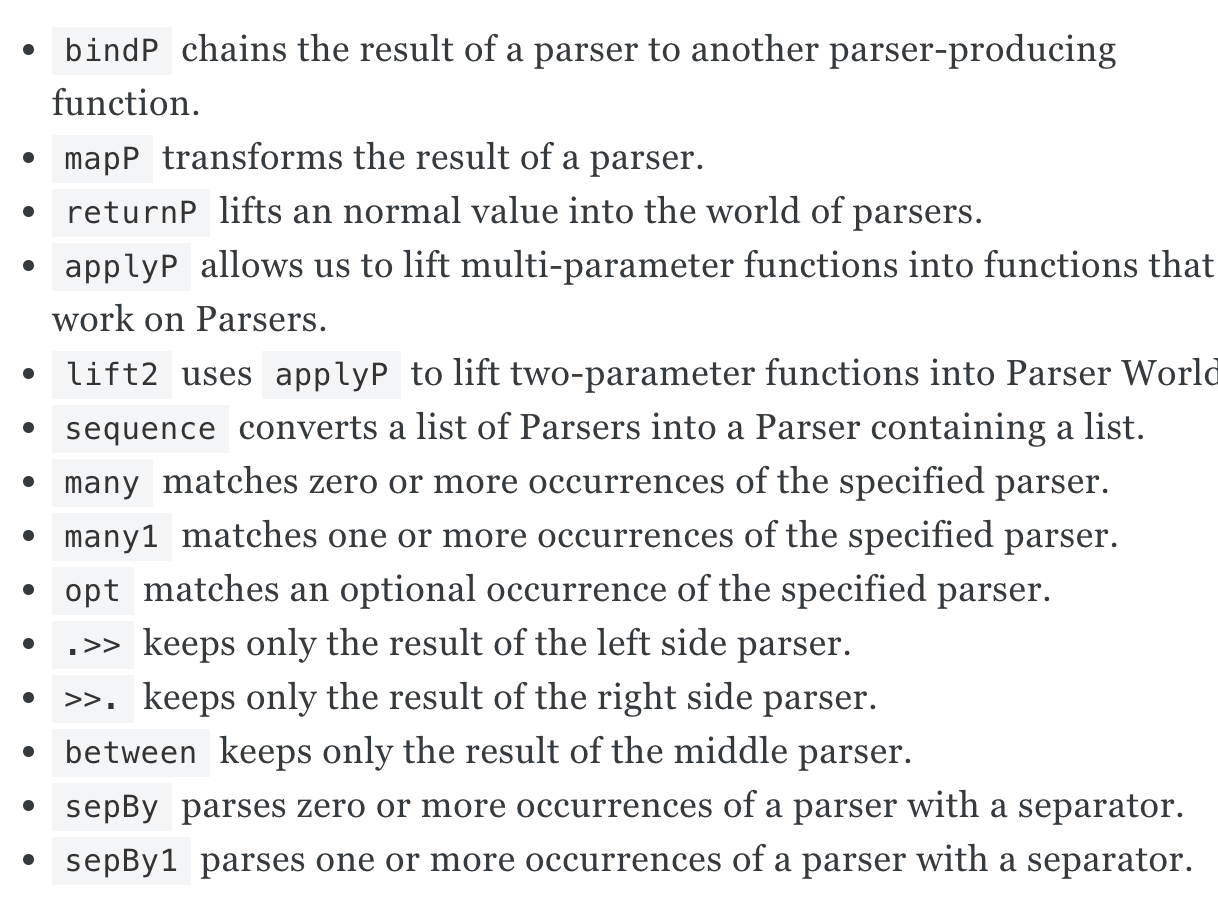 • bindP chains the result of a parser to another parser-producing
function.
• mapP transforms the result of a parser.
• returnP lifts an normal value into the world of parsers.
• applyP allows us to lift multi-parameter functions into functions that
work on Parsers.
• lift2 uses applyP to lift two-parameter functions into Parser World
• sequence converts a list of Parsers into a Parser containing a list.
• many matches zero or more occurrences of the specified parser.
• many1 matches one or more occurrences of the specified parser.
• opt matches an optional occurrence of the specified parser.
• .>> keeps only the result of the left side parser.
• >>. keeps only the result of the right side parser.
• between keeps only the result of the middle parser.
• sepBy parses zero or more occurrences of a parser with a separator.
• sepBy1 parses one or more occurrences of a parser with a separator.